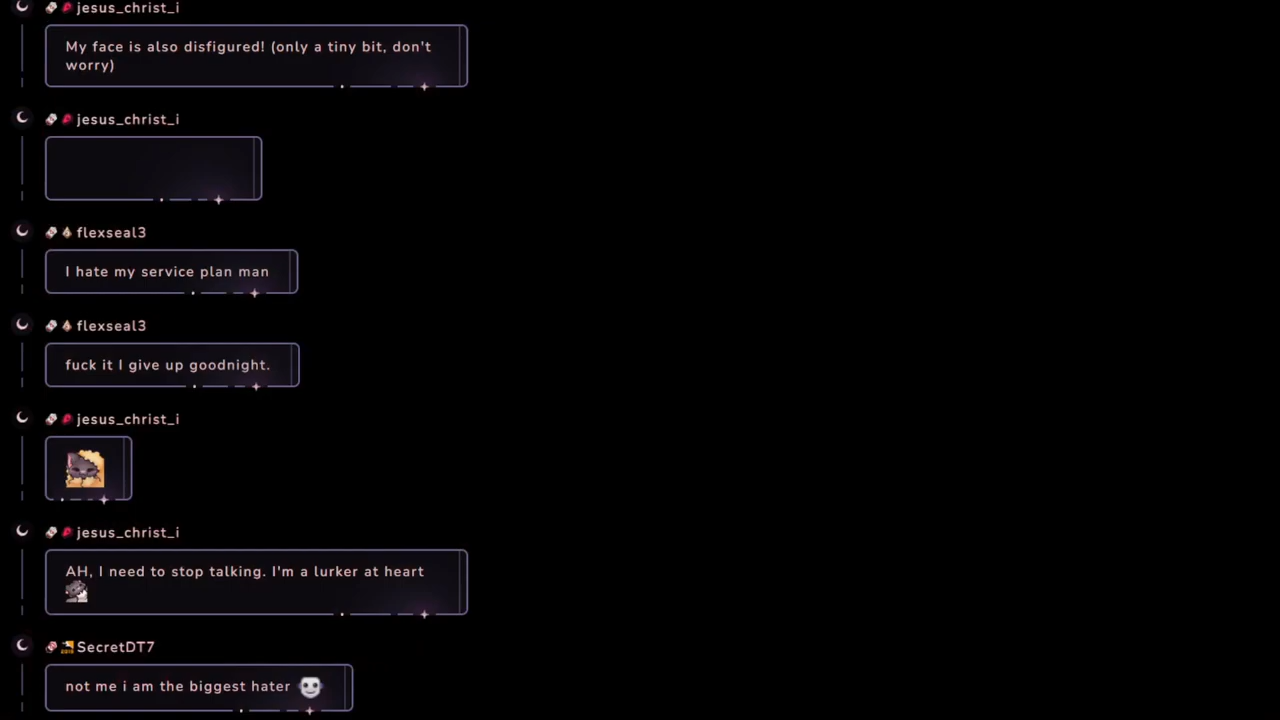 jesus_christ_i
My face is also disfigured! (only a tiny bit, don't
worry)
jesus_christ_i
flexseal3
I hate my service plan man
flexseal3
fuck it I give up goodnight.
jesus_christ_i
jesus_christ_i
AH, I need to stop talking. I'm a lurker at heart
SecretDT7
not me i am the biggest hater